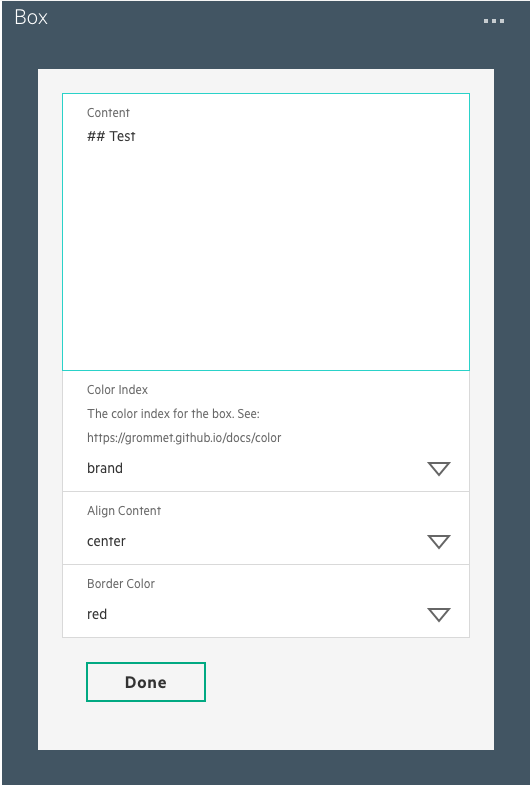 Box
Content
## Test
Color Index
The color index for the box. See:
https://grommet.github.io/docs/color
brand
Align Content
center
Border Color
red
Done